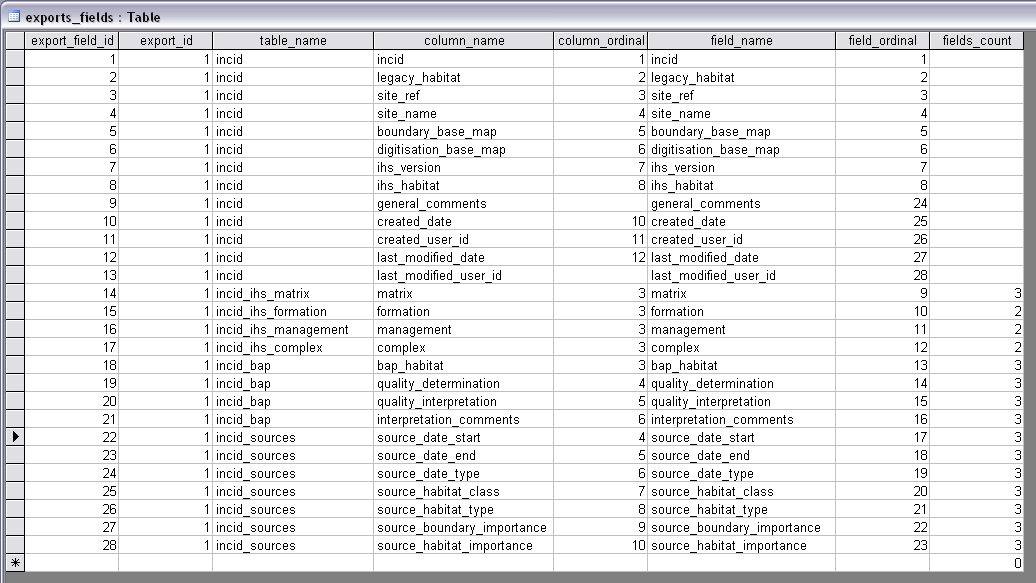 exports_fields : Table
export_field_id export_id table_name column_name column_ordinal field_name field_ordinal fields_count
1 1 incid incid 1 incid 1
2 1 incid legacy_habitat 2 legacy_habitat 2
3 1 incid site_ref 3 site_ref 3
4 1 incid site_name 4 site_name 4
5 1 incid boundary_base_map 5 boundary_base_map 5
6 1 incid digitisation_base_map 6 digitisation_base_map 6
7 1 incid ihs_version 7 ihs_version 7
8 1 incid ihs_habitat 8 ihs_habitat 8
9 1 incid general_comments general_comments 24
10 1 incid created_date 10 created_date 25
11 1 incid created_user_id 11 created_user_id 26
12 1 incid last_modified_date 12 last_modified_date 27
13 1 incid last_modified_user_id last_modified_user_id 28
14 1 incid_ihs_matrix matrix 3 matrix 9 3
15 1 incid_ihs_formation formation 3 formation 10 2
16 1 incid_ihs_management management 3 management 11 2
17 1 incid_ihs_complex complex 3 complex 12 2
18 1 incid_bap bap_habitat 3 bap_habitat 13 3
19 1 incid_bap quality_determination 4 quality_determination 14 3
20 1 incid_bap quality_interpretation 5 quality_interpretation 15 3
21 1 incid_bap interpretation_comments 6 interpretation_comments 16 3
22 1 incid_sources source_date_start 4 source_date_start 17 3
23 1 incid_sources source_date_end 5 source_date_end 18 3
24 1 incid_sources source_date_type 6 source_date_type 19 3
25 1 incid_sources source_habitat_class 7 source_habitat_class 20 3
26 1 incid_sources source_habitat_type 8 source_habitat_type 21 3
27 1 incid_sources source_boundary_importance 9 source_boundary_importance 22 3
28 1 incid_sources source_habitat_importance 10 source_habitat_importance 23 3
0